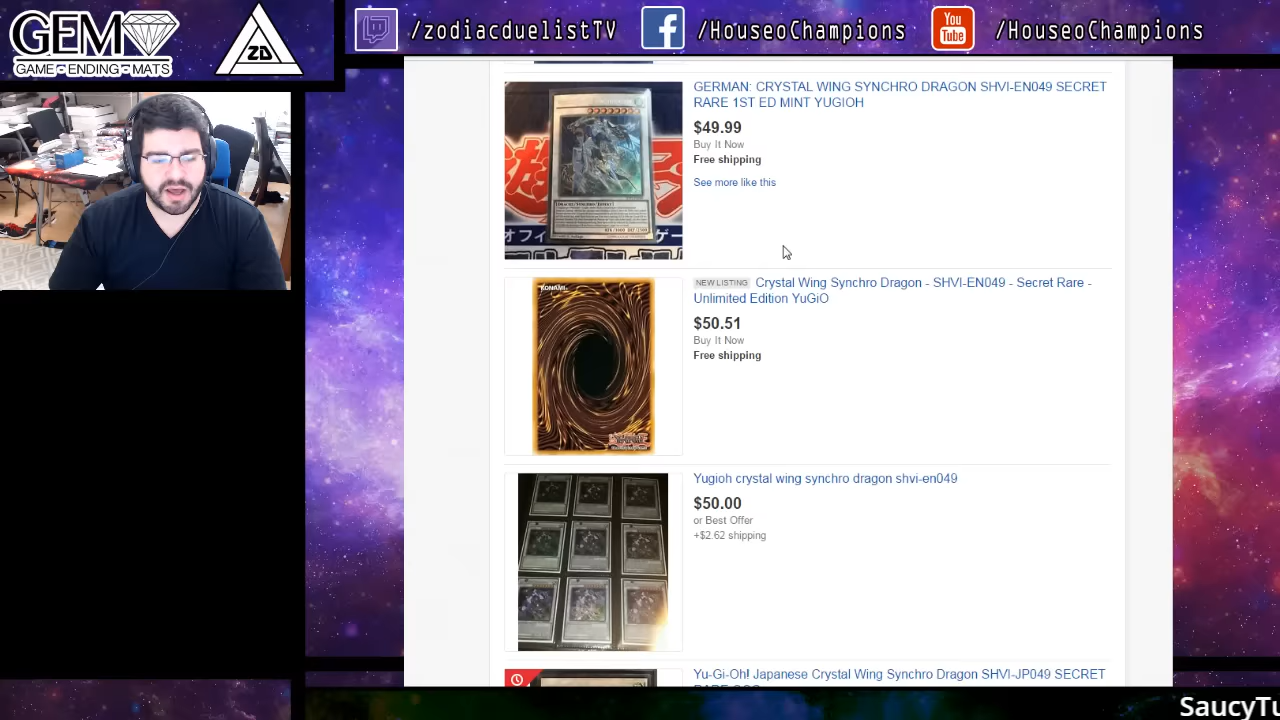 GEM
GAME-ENDING-MATS
ZD
/zodiacduelistTV
/HouseoChampions
You
Tube
/HouseoChampions
GERMAN: CRYSTAL WING SYNCHRO DRAGON SHVI-EN049 SECRET
RARE 1ST ED MINT YUGIOH
$49.99
Buy It Now
Free shipping
See more like this
KONAMI
NEW LISTING Crystal Wing Synchro Dragon - SHVI-EN049 - Secret Rare -
Unlimited Edition YuGiO
$50.51
Buy It Now
Free shipping
Yugioh crystal wing synchro dragon shvi-en049
$50.00
or Best Offer
+$2.62 shipping
Yu-Gi-Oh! Japanese Crystal Wing Synchro Dragon SHVI-JP049 SECRET
SaucyTu